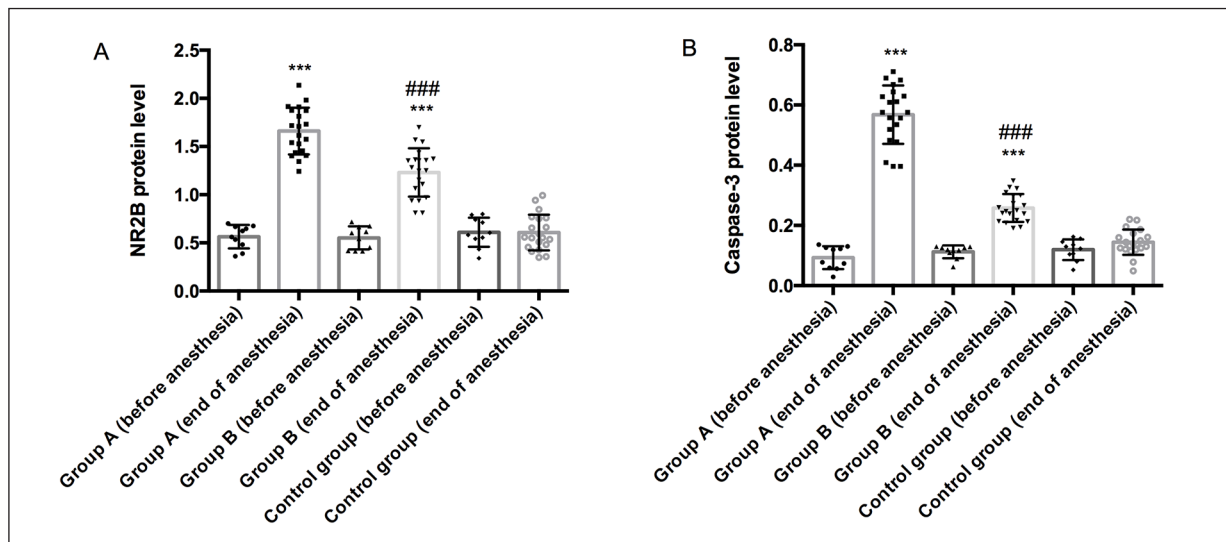 A
NR2B protein level
2.5
2.0
1.5
1.0
0.5
0.0
***
###
***
Group A (before anesthesia)
Group A (end of anesthesia)
Group B (before anesthesia)
Group B (end of anesthesia)
Control group (before anesthesia)
Control group (end of anesthesia)
B
Caspase-3 protein level
0.8
0.6
0.4
0.2
0.0
***
###
***
Group A (before anesthesia)
Group A (end of anesthesia)
Group B (before anesthesia)
Group B (end of anesthesia)
Control group (before anesthesia)
Control group (end of anesthesia)